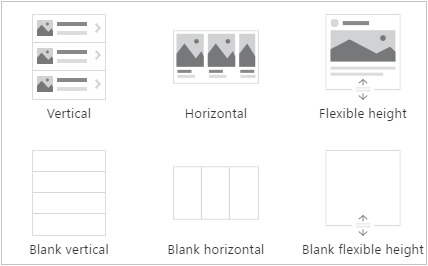 Vertical
Horizontal
Flexible height
Blank vertical
Blank horizontal
Blank flexible height